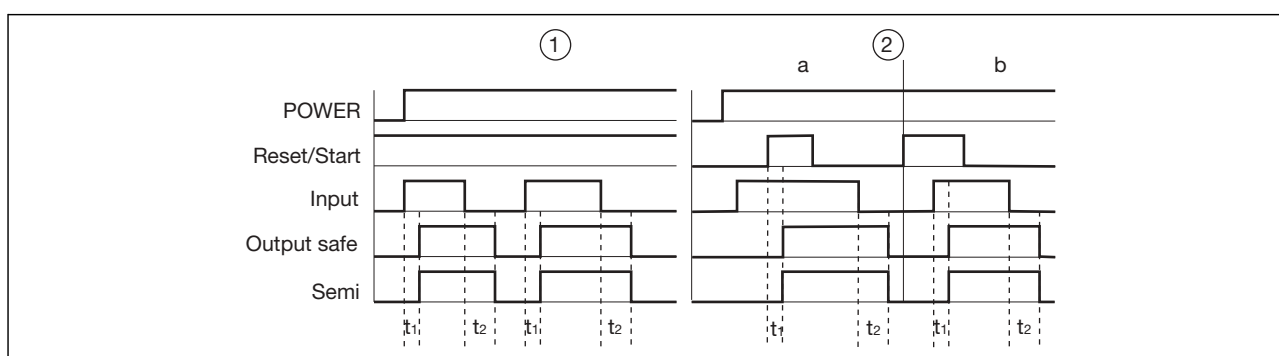 ① ②
a b
POWER
Reset/Start
Input
Output safe
Semi
t1 t2 t1 t2 t1 t2 t1 t2